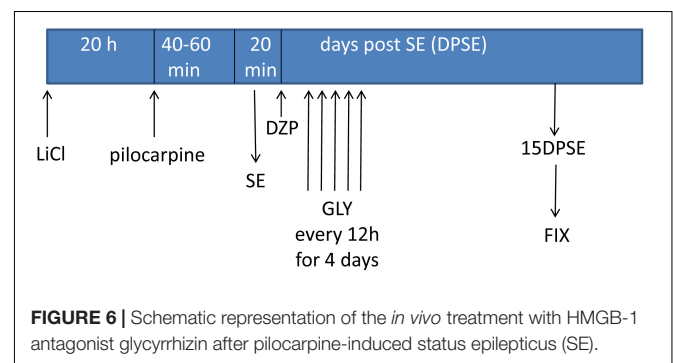 20 h
40-60
min
20
min
days post SE (DPSE)
LiCl
pilocarpine
SE
DZP
GLY
every 12h
for 4 days
15DPSE
FIX
FIGURE 6 | Schematic representation of the in vivo treatment with HMGB-1
antagonist glycyrrhizin after pilocarpine-induced status epilepticus (SE).